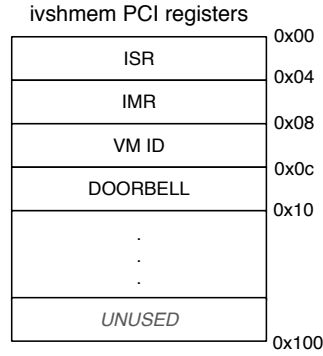 ivshmem PCI registers
0x00
ISR
0x04
IMR
0x08
VM ID
0x0c
DOORBELL
0x10
.
.
.
UNUSED
0x100